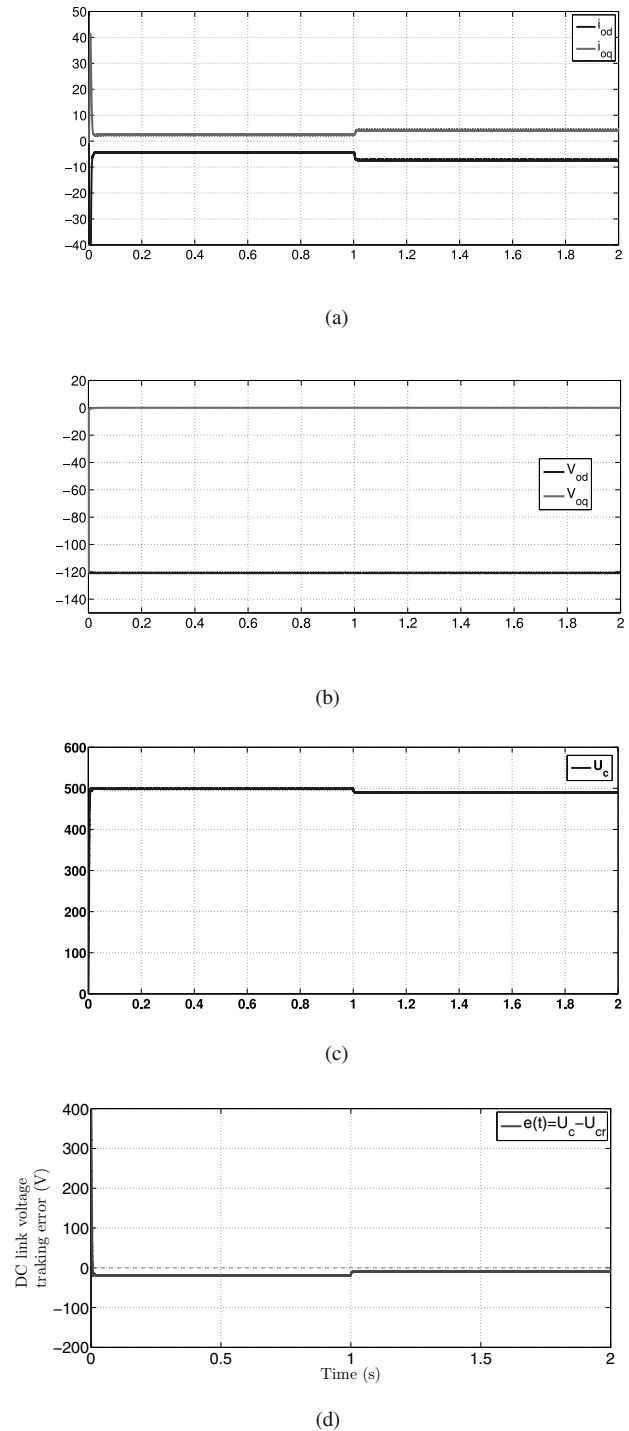 50
40
30
20
10
0
−10
−20
−30
−40
0 0.2 0.4 0.6 0.8 1 1.2 1.4 1.6 1.8 2
i_od
i_oq
(a)
20
0
−20
−40
−60
−80
−100
−120
−140
0 0.2 0.4 0.6 0.8 1 1.2 1.4 1.6 1.8 2
V_od
V_oq
(b)
600
500
400
300
200
100
0
0 0.2 0.4 0.6 0.8 1 1.2 1.4 1.6 1.8 2
U_c
(c)
DC link voltage
traking error (V)
400
300
200
100
0
−100
−200
0 0.5 1 1.5 2
e(t)=U_c−U_cr
Time (s)
(d)